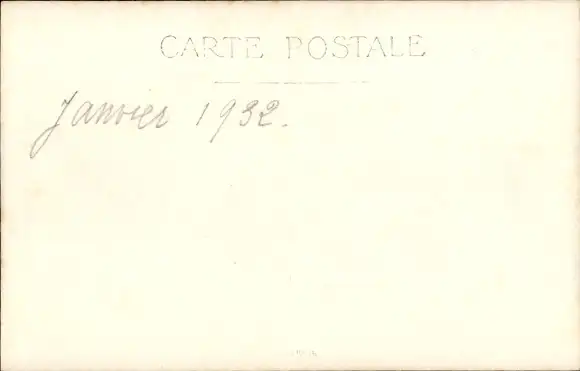 CARTE POSTALE
Janvier 1932.